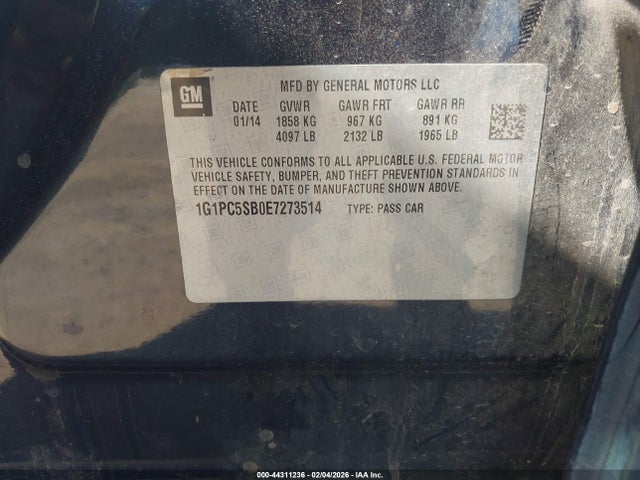 GM
MFD BY GENERAL MOTORS LLC
DATE GVWR GAWR FRT GAWR RR
01/14 1858 KG 967 KG 891 KG
4097 LB 2132 LB 1965 LB
THIS VEHICLE CONFORMS TO ALL APPLICABLE U.S. FEDERAL MOTOR
VEHICLE SAFETY, BUMPER, AND THEFT PREVENTION STANDARDS IN
EFFECT ON THE DATE OF MANUFACTURE SHOWN ABOVE.
1G1PC5SB0E7273514 TYPE: PASS CAR
000-44311236 - 02/04/2026 - IAA Inc.